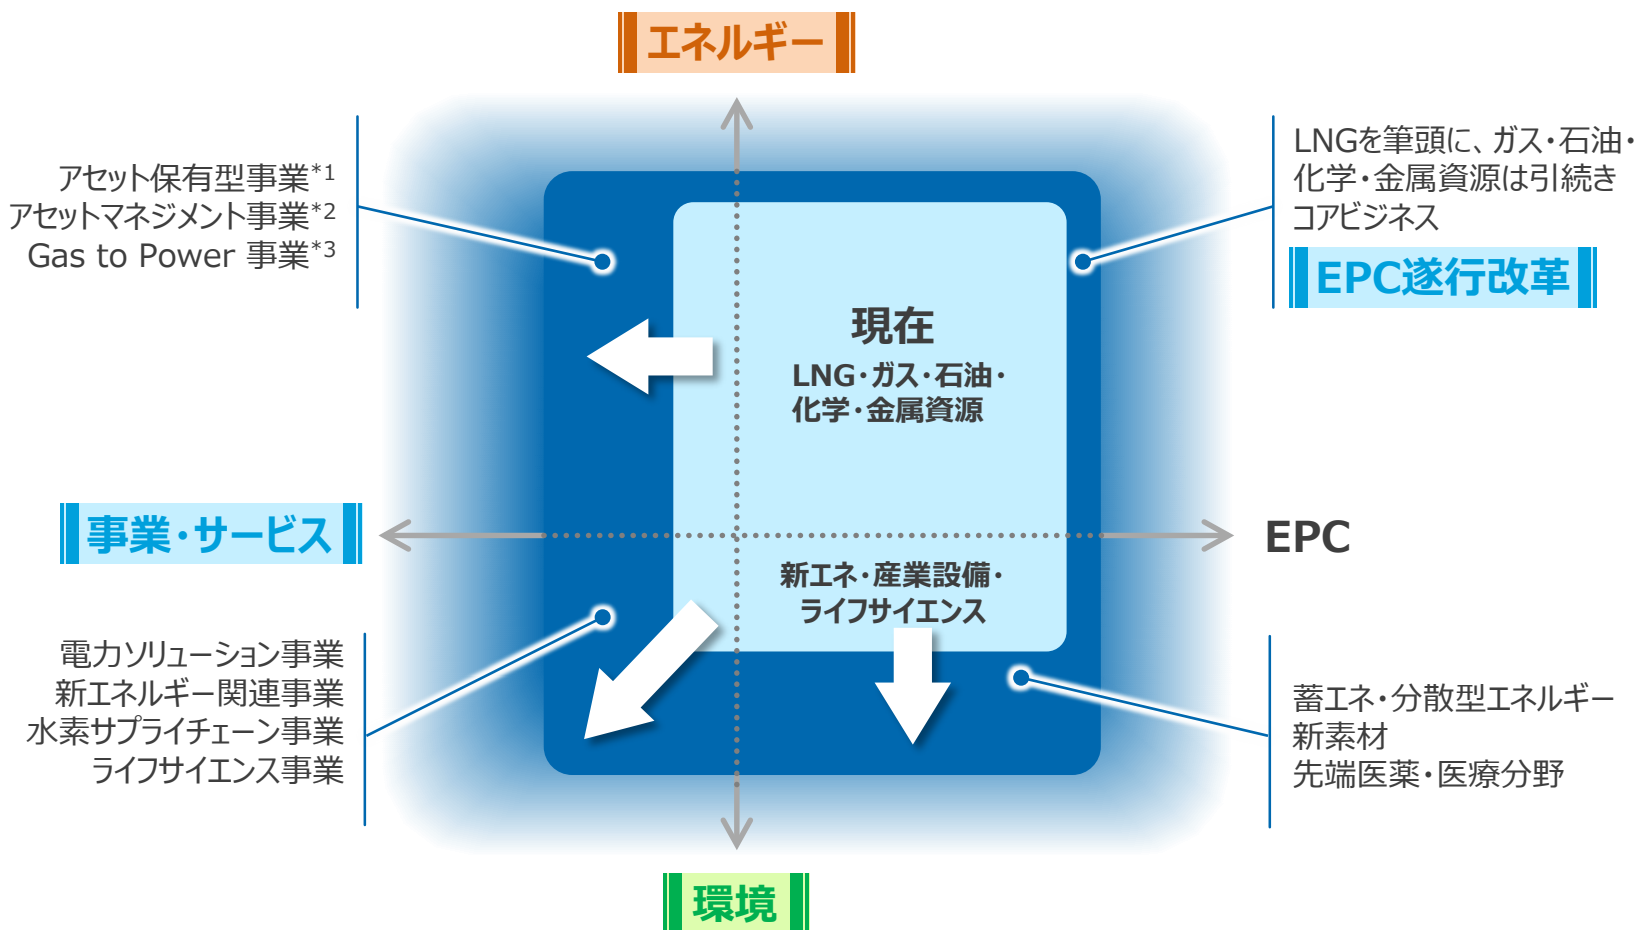 エネルギー
アセット保有型事業*1
アセットマネジメント事業*2
Gas to Power 事業*3
LNGを筆頭に、ガス・石油・
化学・金属資源は引続き
コアビジネス
EPC遂行改革
現在
LNG・ガス・石油・
化学・金属資源
事業・サービス
EPC
新エネ・産業設備・
ライフサイエンス
電力ソリューション事業
新エネルギー関連事業
水素サプライチェーン事業
ライフサイエンス事業
蓄エネ・分散型エネルギー
新素材
先端医薬・医療分野
環境